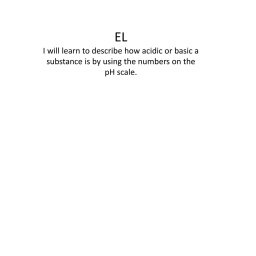 EL
I will learn to describe how acidic or basic a
substance is by using the numbers on the
pH scale.